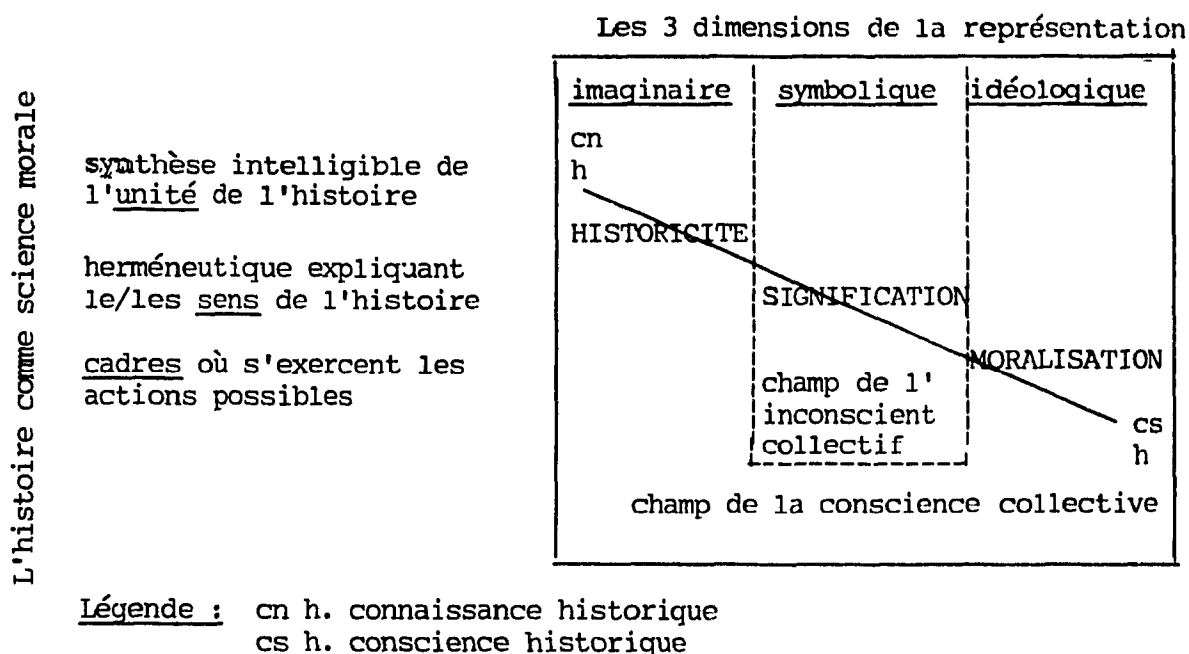 Les 3 dimensions de la représentation
imaginaire
symbolique
idéologique
cn
h
HISTORICITE
SIGNIFICATION
MORALISATION
champ de l'
inconscient
collectif
cs
h
champ de la conscience collective
L'histoire comme science morale
synthèse intelligible de
l'unité de l'histoire
herméneutique expliquant
le/les sens de l'histoire
cadres où s'exercent les
actions possibles
Légende : cn h. connaissance historique
cs h. conscience historique